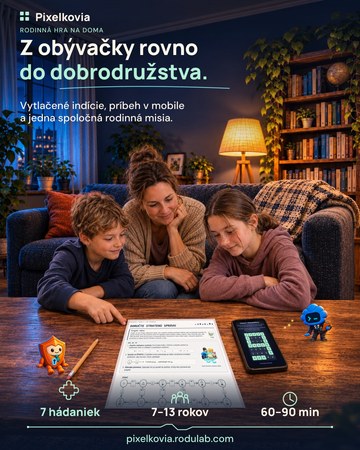 Pixelkovia
RODINNÁ HRA NA DOMA
Z obývačky rovno
do dobrodružstva.
Vytlačené indície, príbeh v mobile
a jedna spoločná rodinná misia.
7 hádaniek
7–13 rokov
60–90 min
pixelkovia.rodulab.com